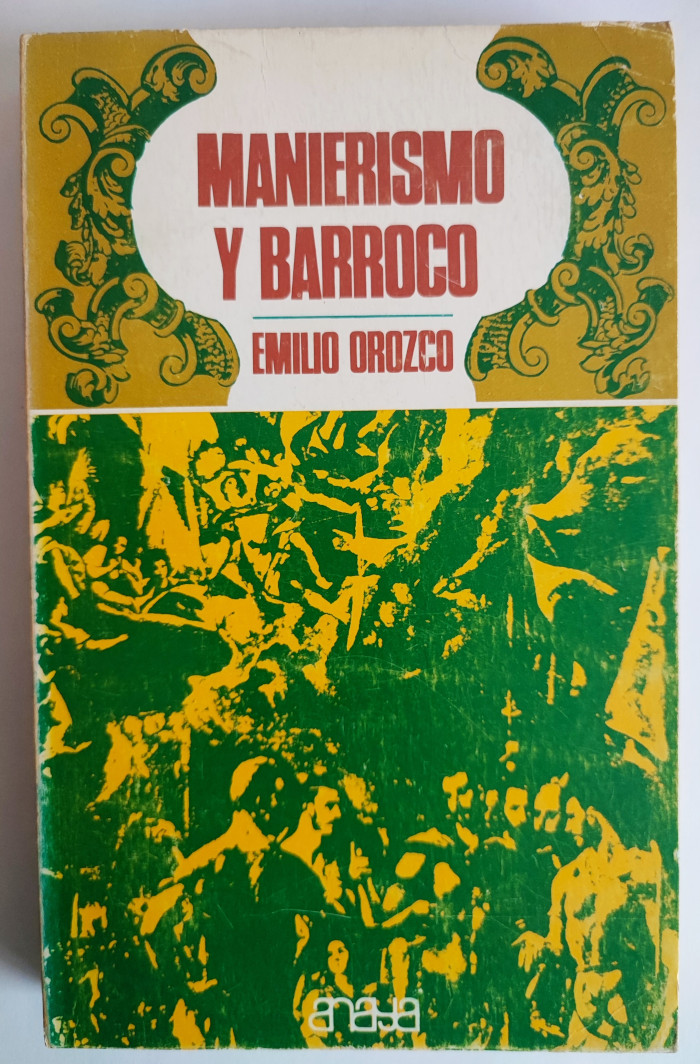 MANIERISMO
Y BARROCO
EMILIO OROZCO
anaya